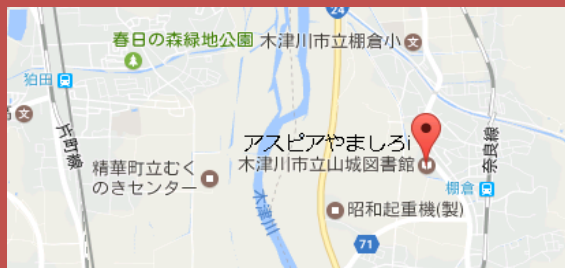 24
春日の森緑地公園
木津川市立棚倉小
狛田
片町線
アスピアやましろi
木津川市立山城図書館
奈良線
精華町立むく
のきセンター
棚倉
木津川
昭和起重機(製)
71